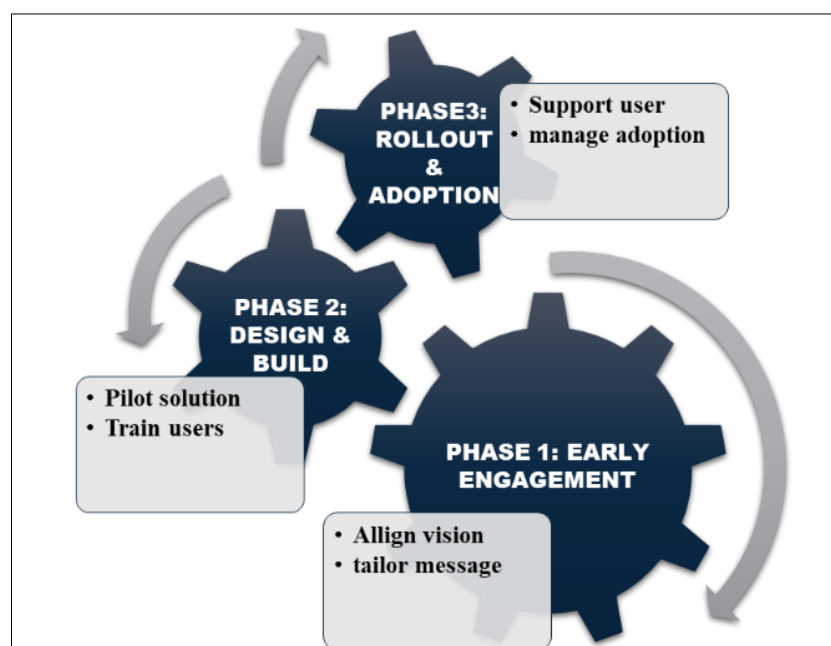 PHASE3:
ROLLOUT
&
ADOPTION
• Support user
• manage adoption
PHASE 2:
DESIGN &
BUILD
• Pilot solution
• Train users
PHASE 1: EARLY
ENGAGEMENT
• Allign vision
• tailor message